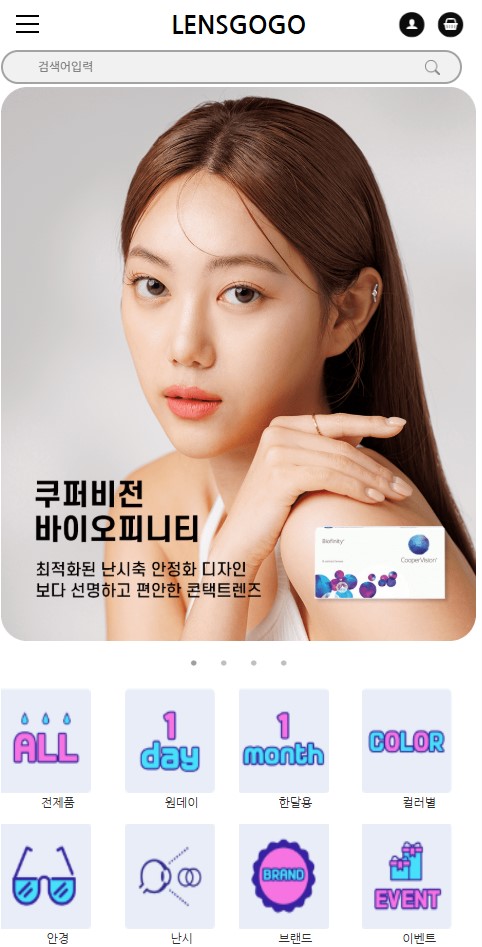 LENSGOGO
검색어입력
쿠퍼비전
바이오피니티
최적화된 난시축 안정화 디자인
보다 선명하고 편안한 콘택트렌즈
Biofinity
CooperVision
ALL
1 day
1 month
COLOR
전제품
원데이
한달용
컬러별
BRAND
EVENT
안경
난시
브랜드
이벤트